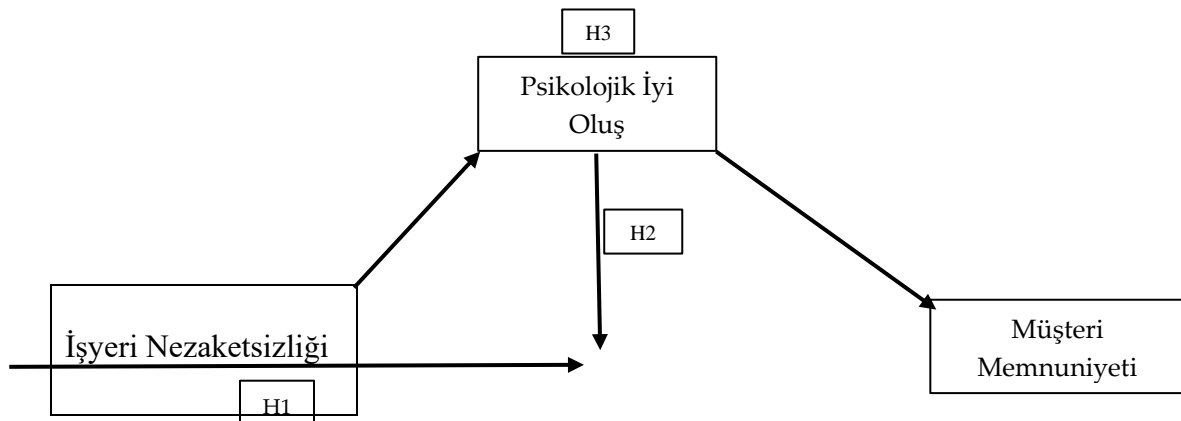 H3
Psikolojik İyi
Oluş
H2
İşyeri Nezaketsizliği
H1
Müşteri
Memnuniyeti